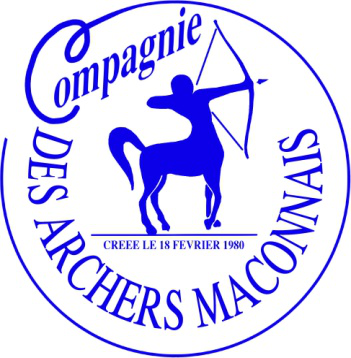 Compagnie
DES ARCHERS MACONNAIS
CREEE LE 18 FEVRIER 1980